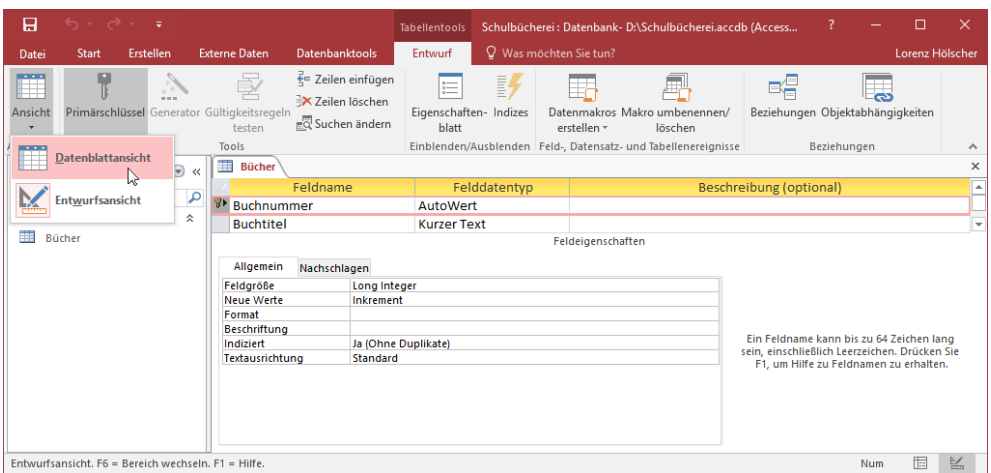 Tabellentools Schulbücherei : Datenbank- D:\Schulbücherei.accdb (Access... ?
Datei Start Erstellen Externe Daten Datenbanktools Entwurf Was möchten Sie tun? Lorenz Hölscher
Ansicht Primärschlüssel Generator Gültigkeitsregeln testen
Zeilen einfügen
Zeilen löschen
Suchen ändern
Eigenschaften-blatt Indizes
Datenmakros erstellen Makro umbenennen/ löschen
Beziehungen Objektabhängigkeiten
Tools Einblenden/Ausblenden Feld-, Datensatz- und Tabellenereignisse Beziehungen
Datenblattansicht
Entwurfsansicht
Bücher
Bücher
Feldname Felddatentyp Beschreibung (optional)
Buchnummer AutoWert
Buchtitel Kurzer Text
Feldeigenschaften
Allgemein Nachschlagen
Feldgröße Long Integer
Neue Werte Inkrement
Format
Beschriftung
Indiziert Ja (Ohne Duplikate)
Textausrichtung Standard
Ein Feldname kann bis zu 64 Zeichen lang
sein, einschließlich Leerzeichen. Drücken Sie
F1, um Hilfe zu Feldnamen zu erhalten.
Entwurfsansicht. F6 = Bereich wechseln. F1 = Hilfe. Num